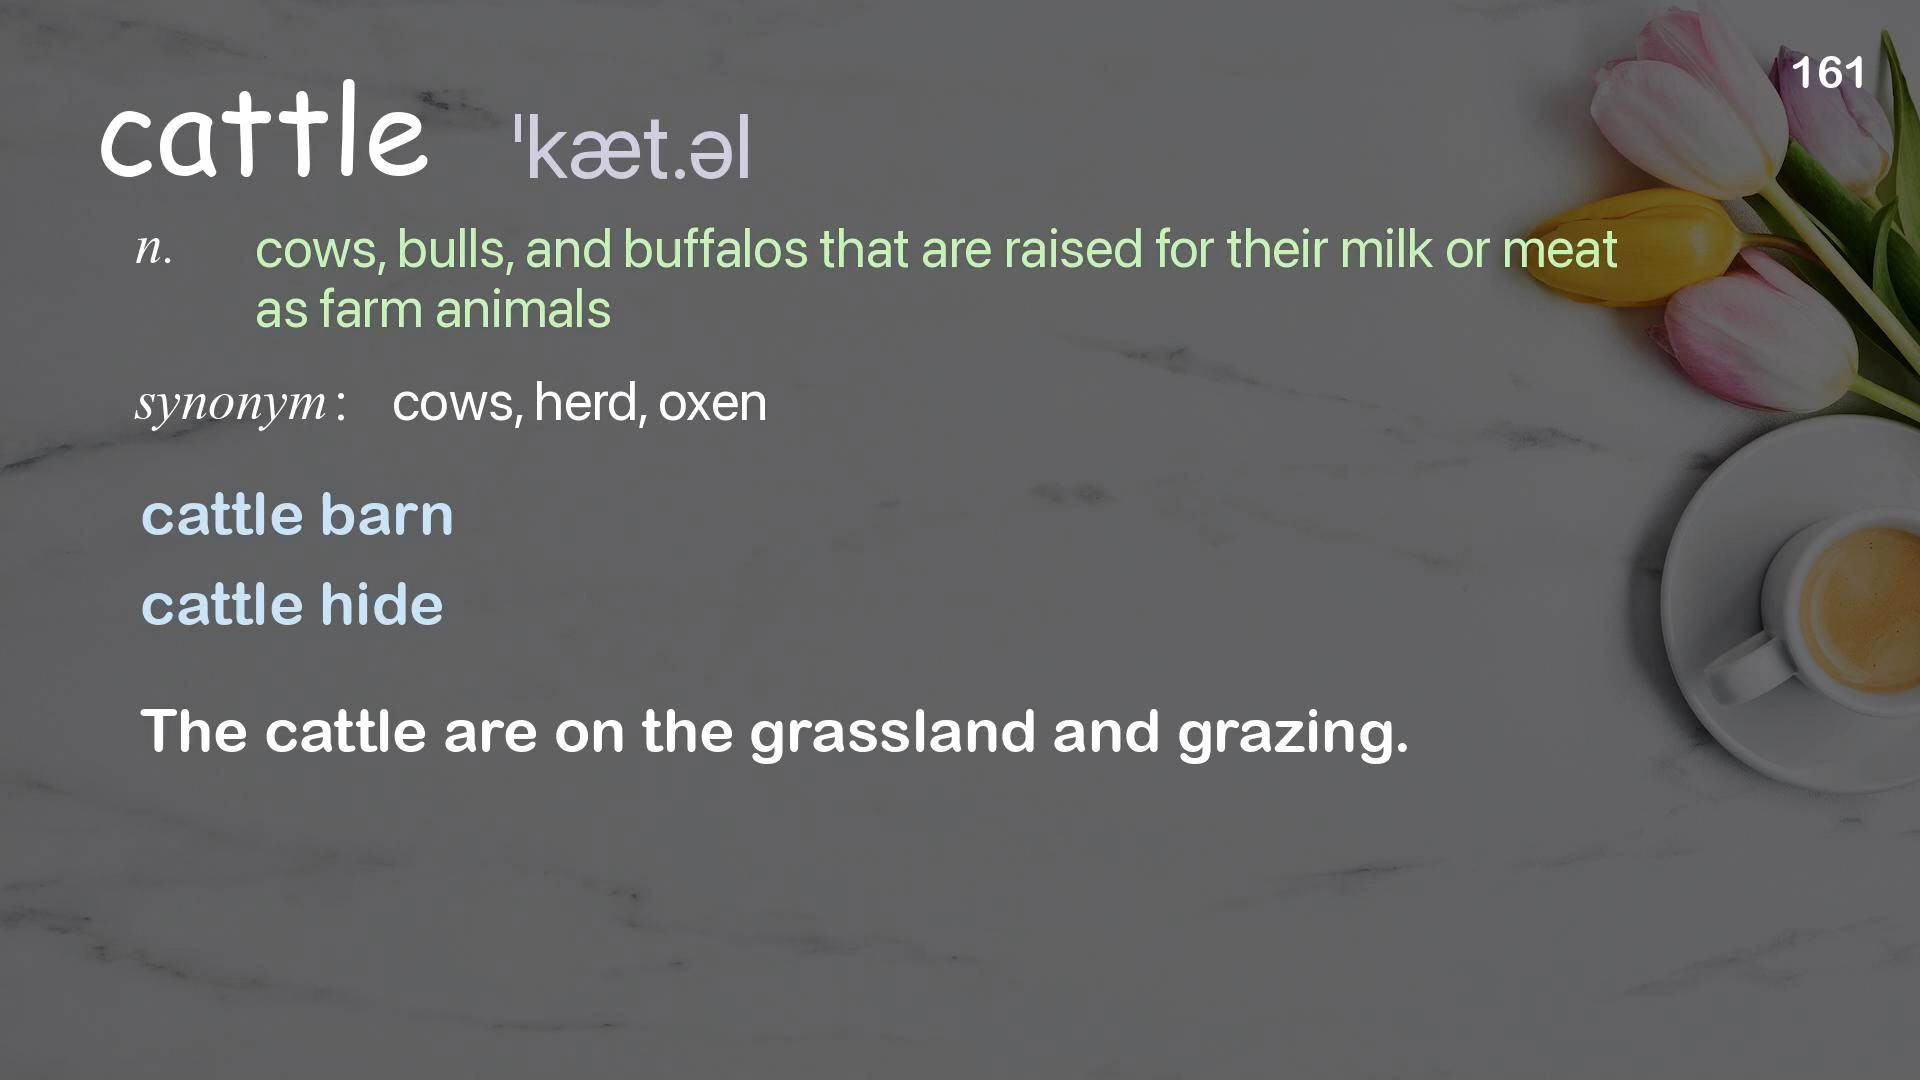 161
cattle ˈkæt.əl
n. cows, bulls, and buffalos that are raised for their milk or meat
as farm animals
synonym: cows, herd, oxen
cattle barn
cattle hide
The cattle are on the grassland and grazing.